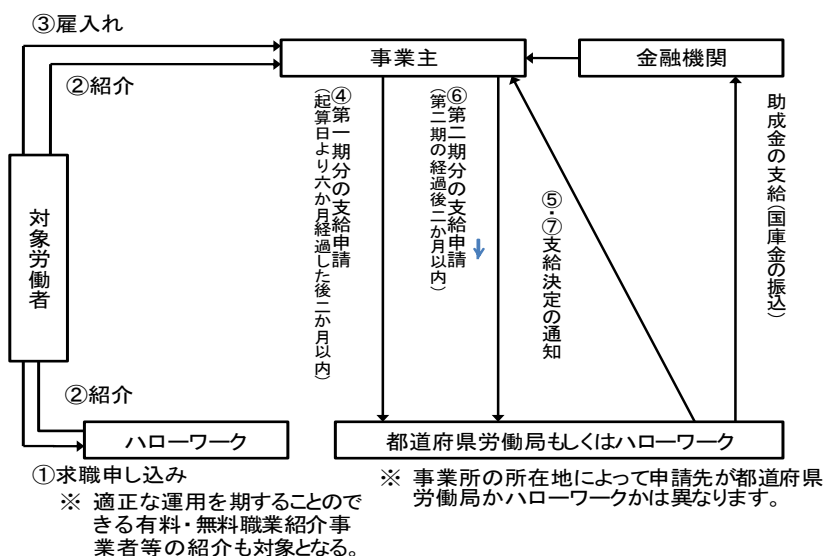 ③雇入れ
事業主
金融機関
②紹介
④第一期分の支給申請
(起算日より六か月経過した後二か月以内)
⑥第二期分の支給申請
(第二期の経過後二か月以内)
⑤・⑦支給決定の通知
助成金の支給(国庫金の振込)
対象労働者
②紹介
ハローワーク
都道府県労働局もしくはハローワーク
①求職申し込み
※ 適正な運用を期することので
きる有料・無料職業紹介事
業者等の紹介も対象となる。
※ 事業所の所在地によって申請先が都道府県
労働局かハローワークかは異なります。